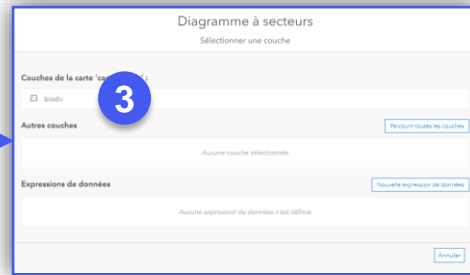 Diagramme à secteurs
Sélectionner une couche
Couches de la carte
biodiv
3
Autres couches
Parcourir toutes les couches
Aucune couche sélectionnée
Expressions de données
Nouvelle expression de données
Aucune expression de données n'est définie
Annuler